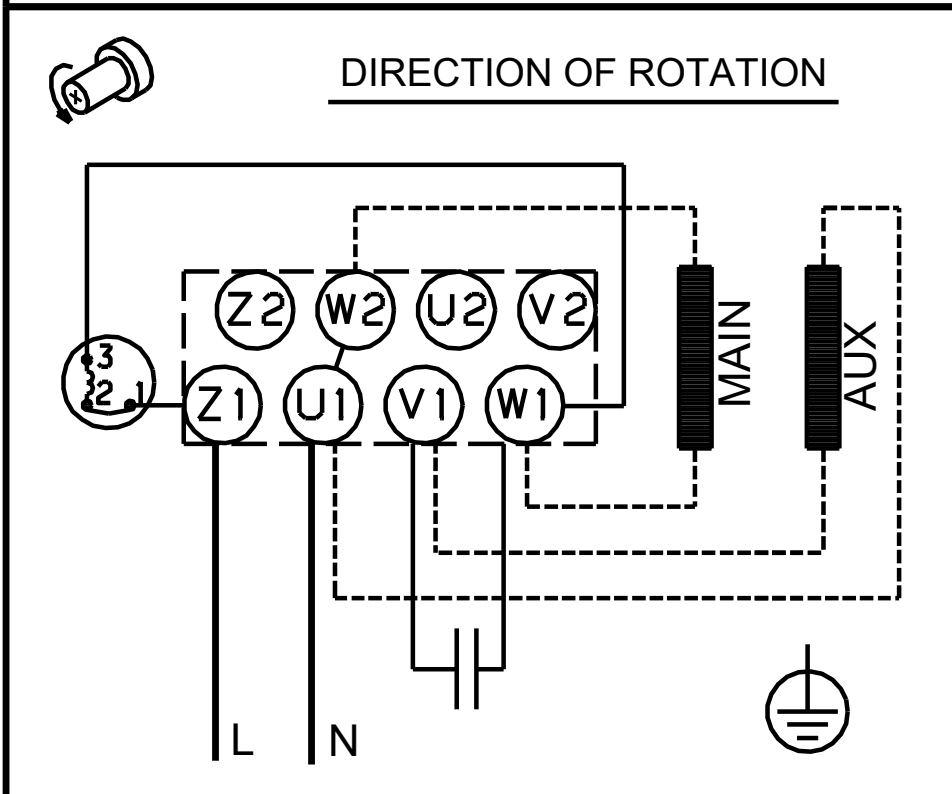 DIRECTION OF ROTATION
Z2 W2 U2 V2
3
2 1
Z1 U1 V1 W1
MAIN
AUX
L N